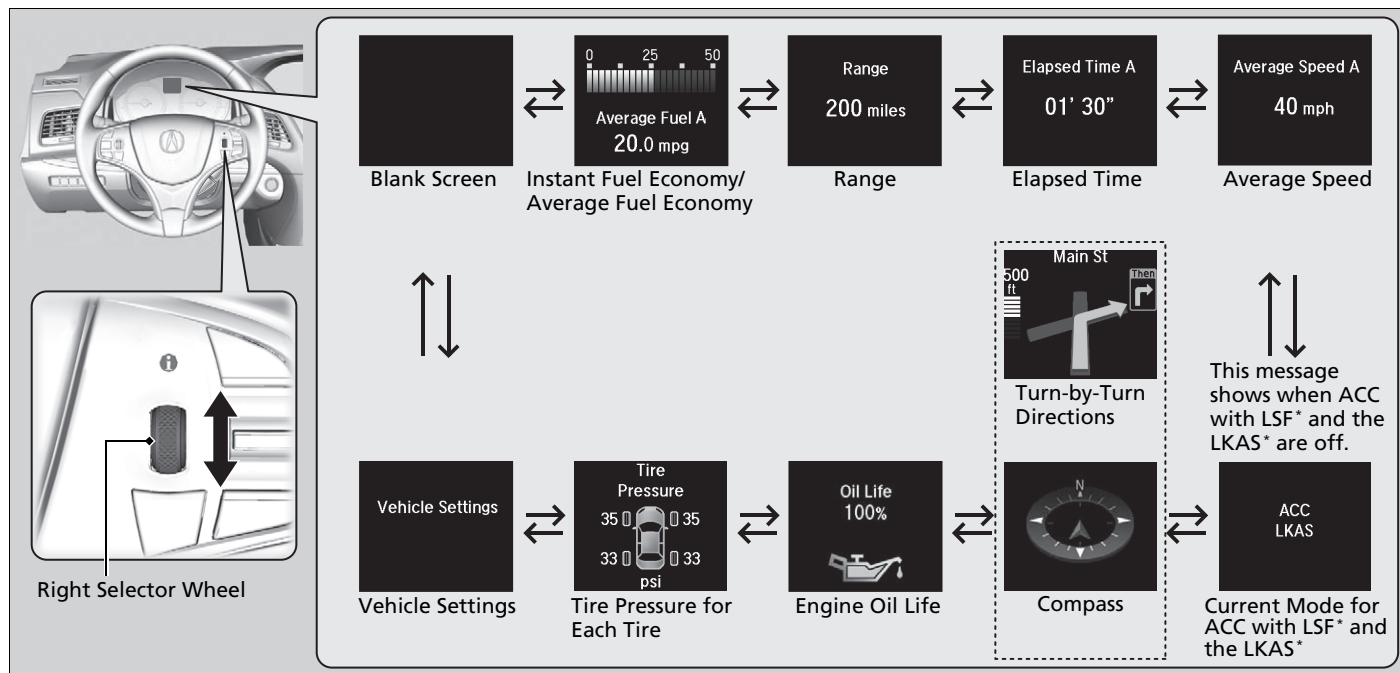 0 25 50
Average Fuel A
20.0 mpg
Range
200 miles
Elapsed Time A
01' 30"
Average Speed A
40 mph
Blank Screen
Instant Fuel Economy/
Average Fuel Economy
Range
Elapsed Time
Average Speed
Main St
500
ft
Then
Turn-by-Turn
Directions
This message
shows when ACC
with LSF* and the
LKAS* are off.
i
Right Selector Wheel
Vehicle Settings
Tire
Pressure
35 35
33 33
psi
Oil Life
100%
N
ACC
LKAS
Vehicle Settings
Tire Pressure for
Each Tire
Engine Oil Life
Compass
Current Mode for
ACC with LSF* and
the LKAS*